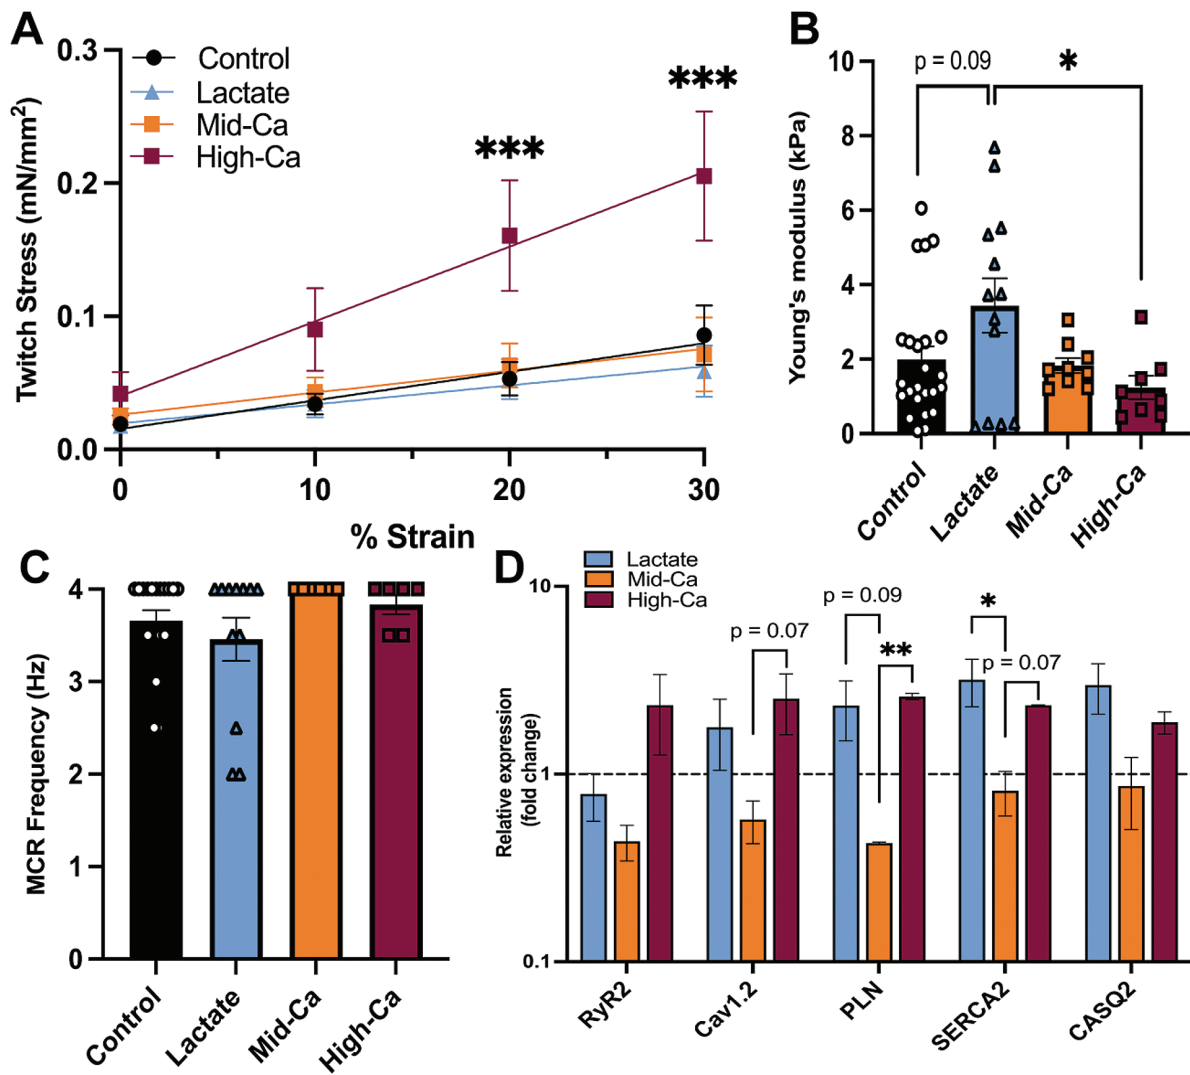 A
Twitch Stress (mN/mm²)
0.3
0.2
0.1
0.0
Control
Lactate
Mid-Ca
High-Ca
***
***
0
10
20
30
% Strain
B
Young's modulus (kPa)
10
8
6
4
2
0
p = 0.09
*
Control
Lactate
Mid-Ca
High-Ca
C
MCR Frequency (Hz)
4
3
2
1
0
Control
Lactate
Mid-Ca
High-Ca
D
Relative expression
(fold change)
10
1
0.1
Lactate
Mid-Ca
High-Ca
p = 0.07
p = 0.09
**
*
p = 0.07
RyR2
Cav1.2
PLN
SERCA2
CASQ2